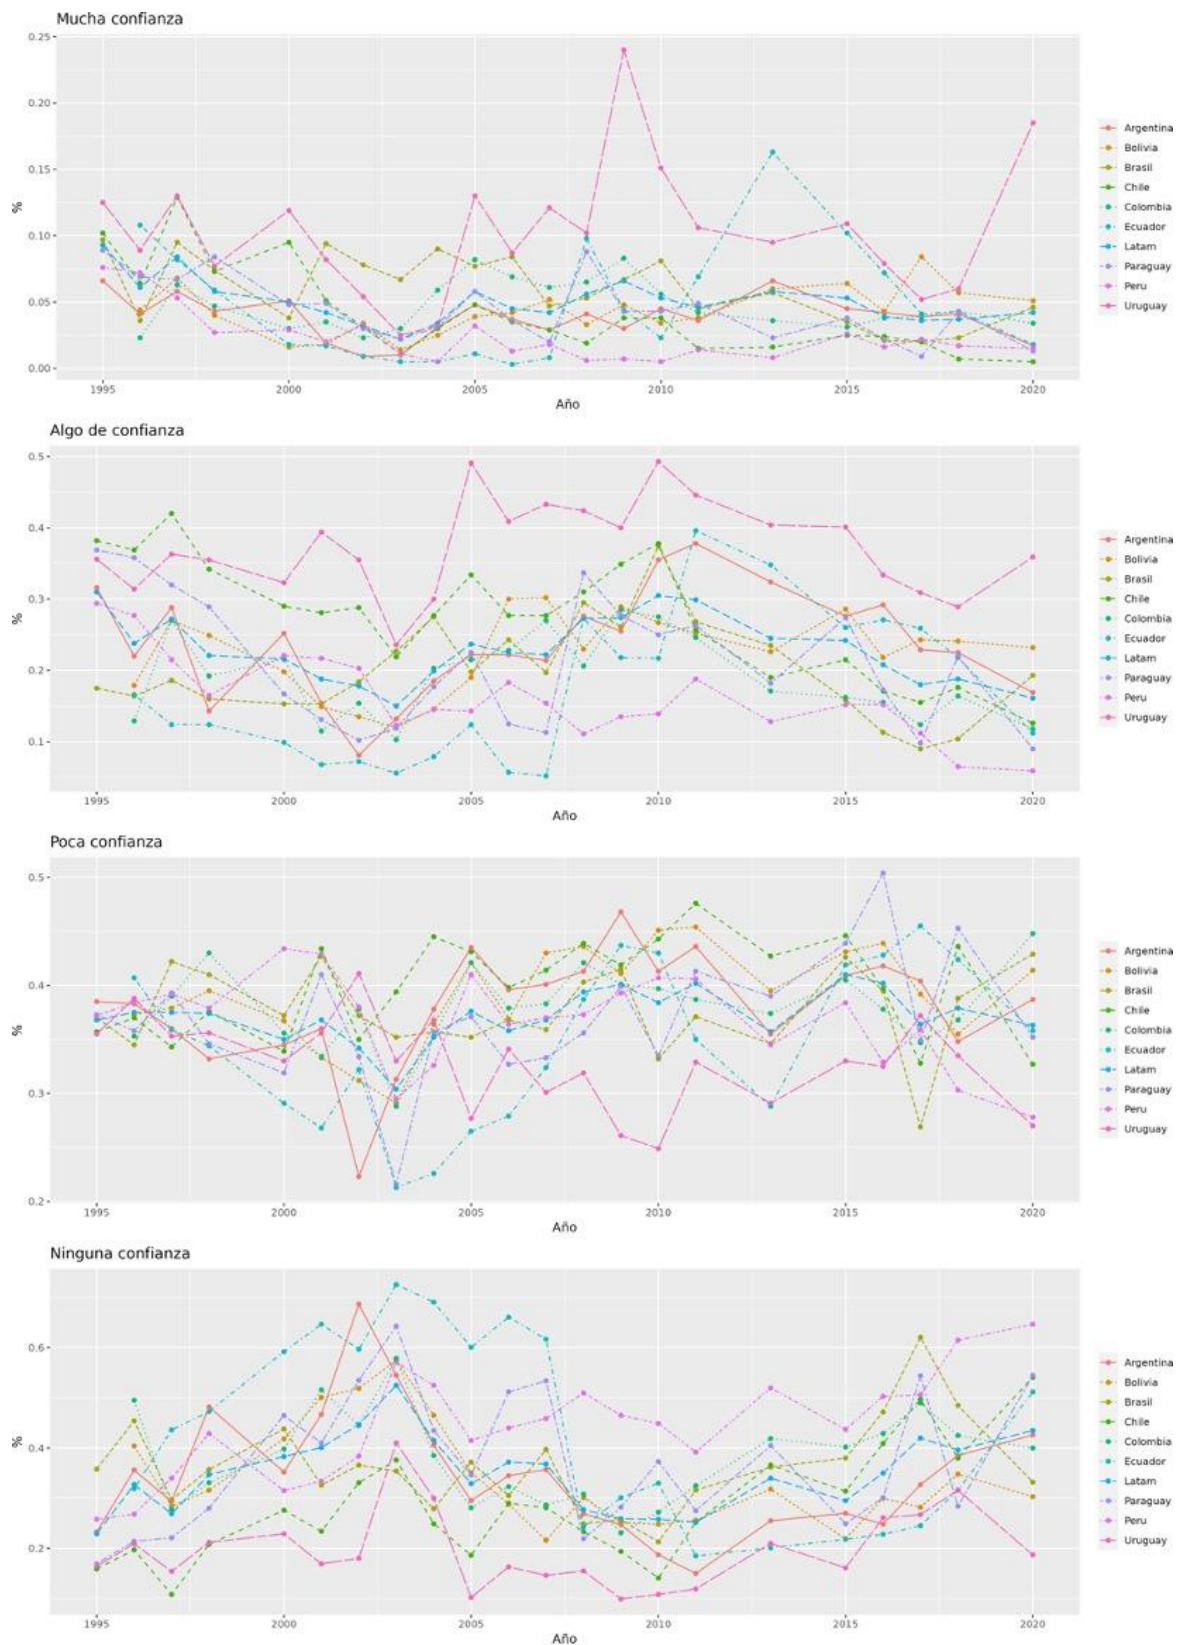 Mucha confianza
0.25
0.20
0.15
%
0.10
0.05
0.00
1995
2000
2005
2010
2015
2020
Año
Argentina
Bolivia
Brasil
Chile
Colombia
Ecuador
Latam
Paraguay
Peru
Uruguay
Algo de confianza
0.5
0.4
0.3
%
0.2
0.1
1995
2000
2005
2010
2015
2020
Año
Argentina
Bolivia
Brasil
Chile
Colombia
Ecuador
Latam
Paraguay
Peru
Uruguay
Poca confianza
0.5
0.4
%
0.3
0.2
1995
2000
2005
2010
2015
2020
Año
Argentina
Bolivia
Brasil
Chile
Colombia
Ecuador
Latam
Paraguay
Peru
Uruguay
Ninguna confianza
0.6
%
0.4
0.2
1995
2000
2005
2010
2015
2020
Año
Argentina
Bolivia
Brasil
Chile
Colombia
Ecuador
Latam
Paraguay
Peru
Uruguay